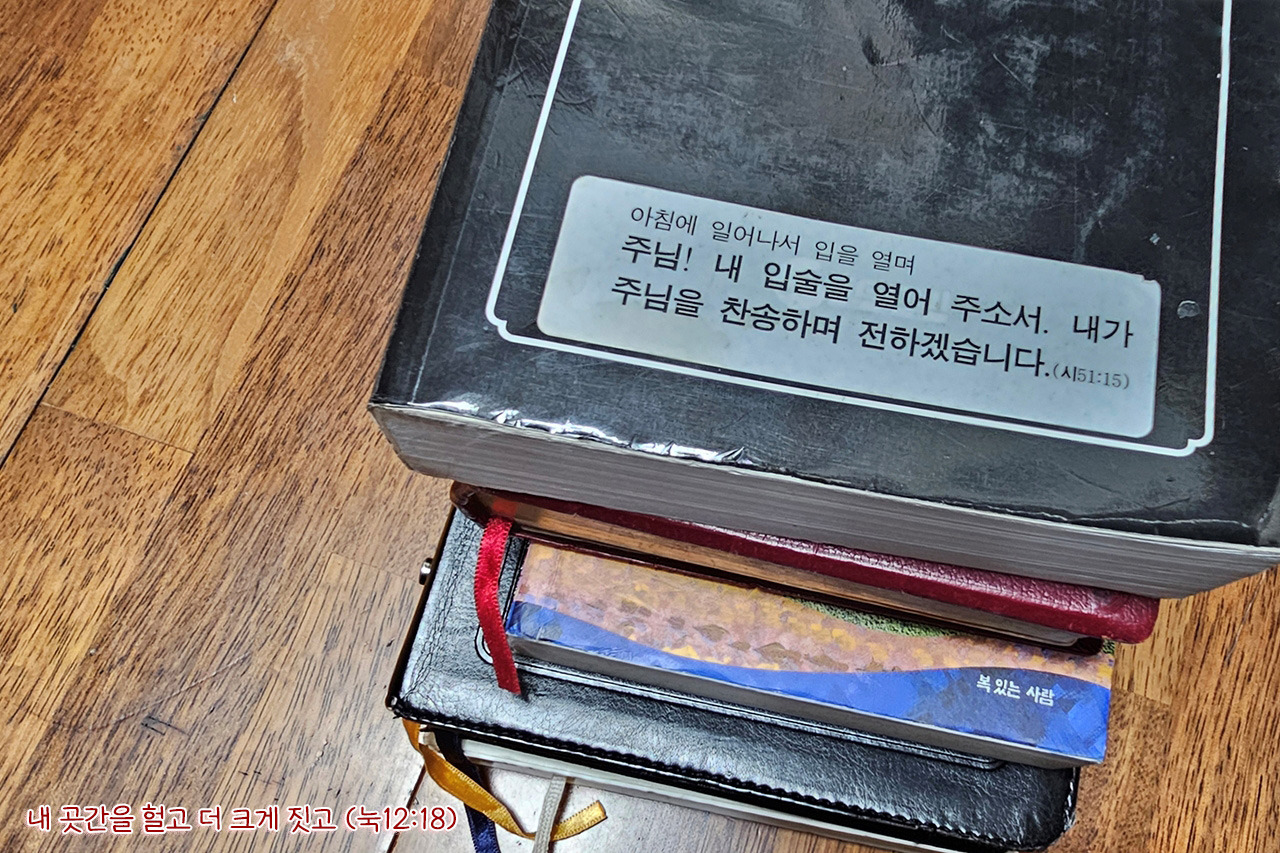 아침에 일어나서 입을 열며
주님! 내 입술을 열어 주소서. 내가
주님을 찬송하며 전하겠습니다.(시51:15)
복 있는 사람
내 곳간을 헐고 더 크게 짓고 (눅12:18)